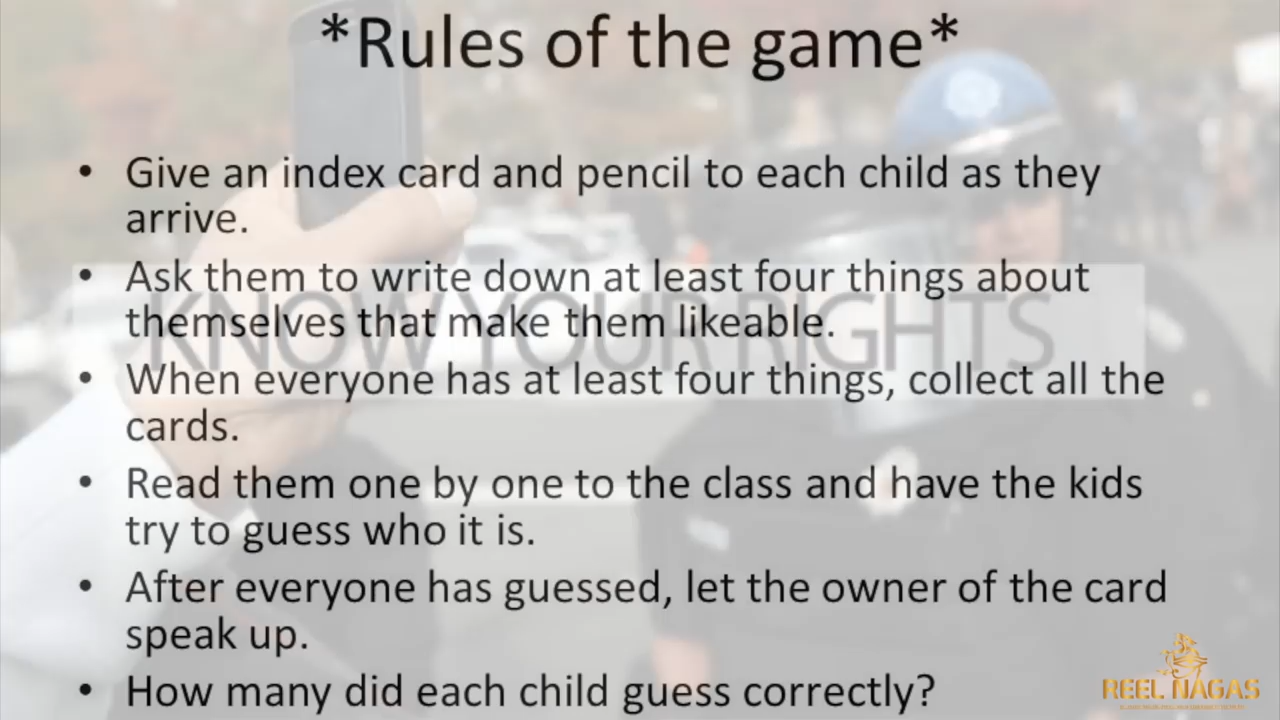 *Rules of the game*
• Give an index card and pencil to each child as they
arrive.
• Ask them to write down at least four things about
themselves that make them likeable.
KNOW YOUR RIGHTS
• When everyone has at least four things, collect all the
cards.
• Read them one by one to the class and have the kids
try to guess who it is.
• After everyone has guessed, let the owner of the card
speak up.
• How many did each child guess correctly?
REEL NAGAS